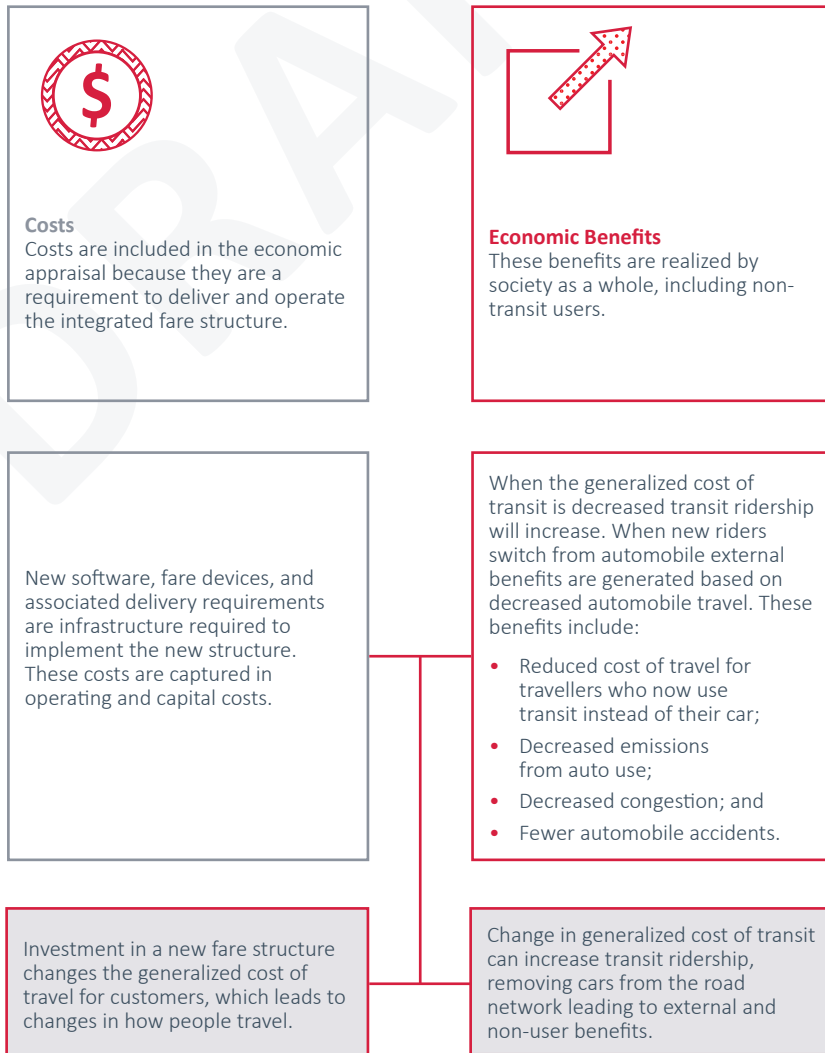 DRAFT
$
Costs
Costs are included in the economic
appraisal because they are a
requirement to deliver and operate
the integrated fare structure.
Economic Benefits
These benefits are realized by
society as a whole, including non-
transit users.
New software, fare devices, and
associated delivery requirements
are infrastructure required to
implement the new structure.
These costs are captured in
operating and capital costs.
When the generalized cost of
transit is decreased transit ridership
will increase. When new riders
switch from automobile external
benefits are generated based on
decreased automobile travel. These
benefits include:
• Reduced cost of travel for
travellers who now use
transit instead of their car;
• Decreased emissions
from auto use;
• Decreased congestion; and
• Fewer automobile accidents.
Investment in a new fare structure
changes the generalized cost of
travel for customers, which leads to
changes in how people travel.
Change in generalized cost of transit
can increase transit ridership,
removing cars from the road
network leading to external and
non-user benefits.